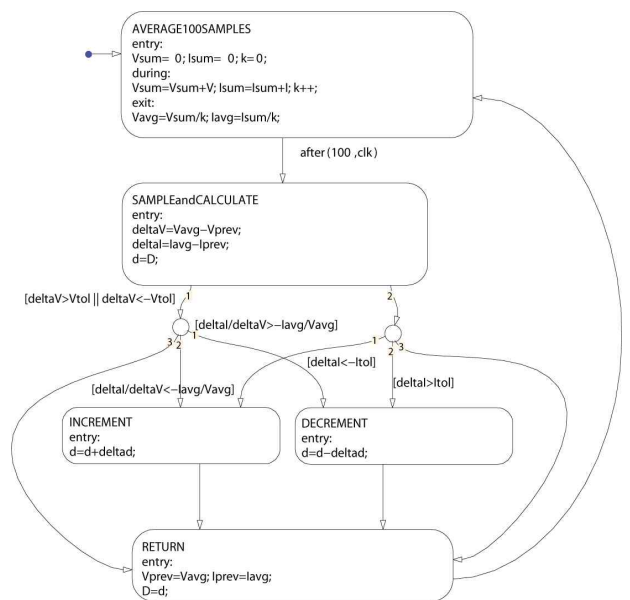 AVERAGE100SAMPLES
entry:
Vsum= 0; Isum= 0; k=0;
during:
Vsum=Vsum+V; Isum=Isum+I; k++;
exit:
Vavg=Vsum/k; Iavg=Isum/k;
after(100 ,clk)
SAMPLEandCALCULATE
entry:
deltaV=Vavg−Vprev;
deltaI=Iavg−Iprev;
d=D;
[deltaV>Vtol || deltaV<−Vtol]
1
2
[deltaI/deltaV>−Iavg/Vavg]
3
2
1
1
2
3
[deltaI<−Itol]
[deltaI/deltaV<−Iavg/Vavg]
[deltaI>Itol]
INCREMENT
entry:
d=d+deltad;
DECREMENT
entry:
d=d−deltad;
RETURN
entry:
Vprev=Vavg; Iprev=Iavg;
D=d;